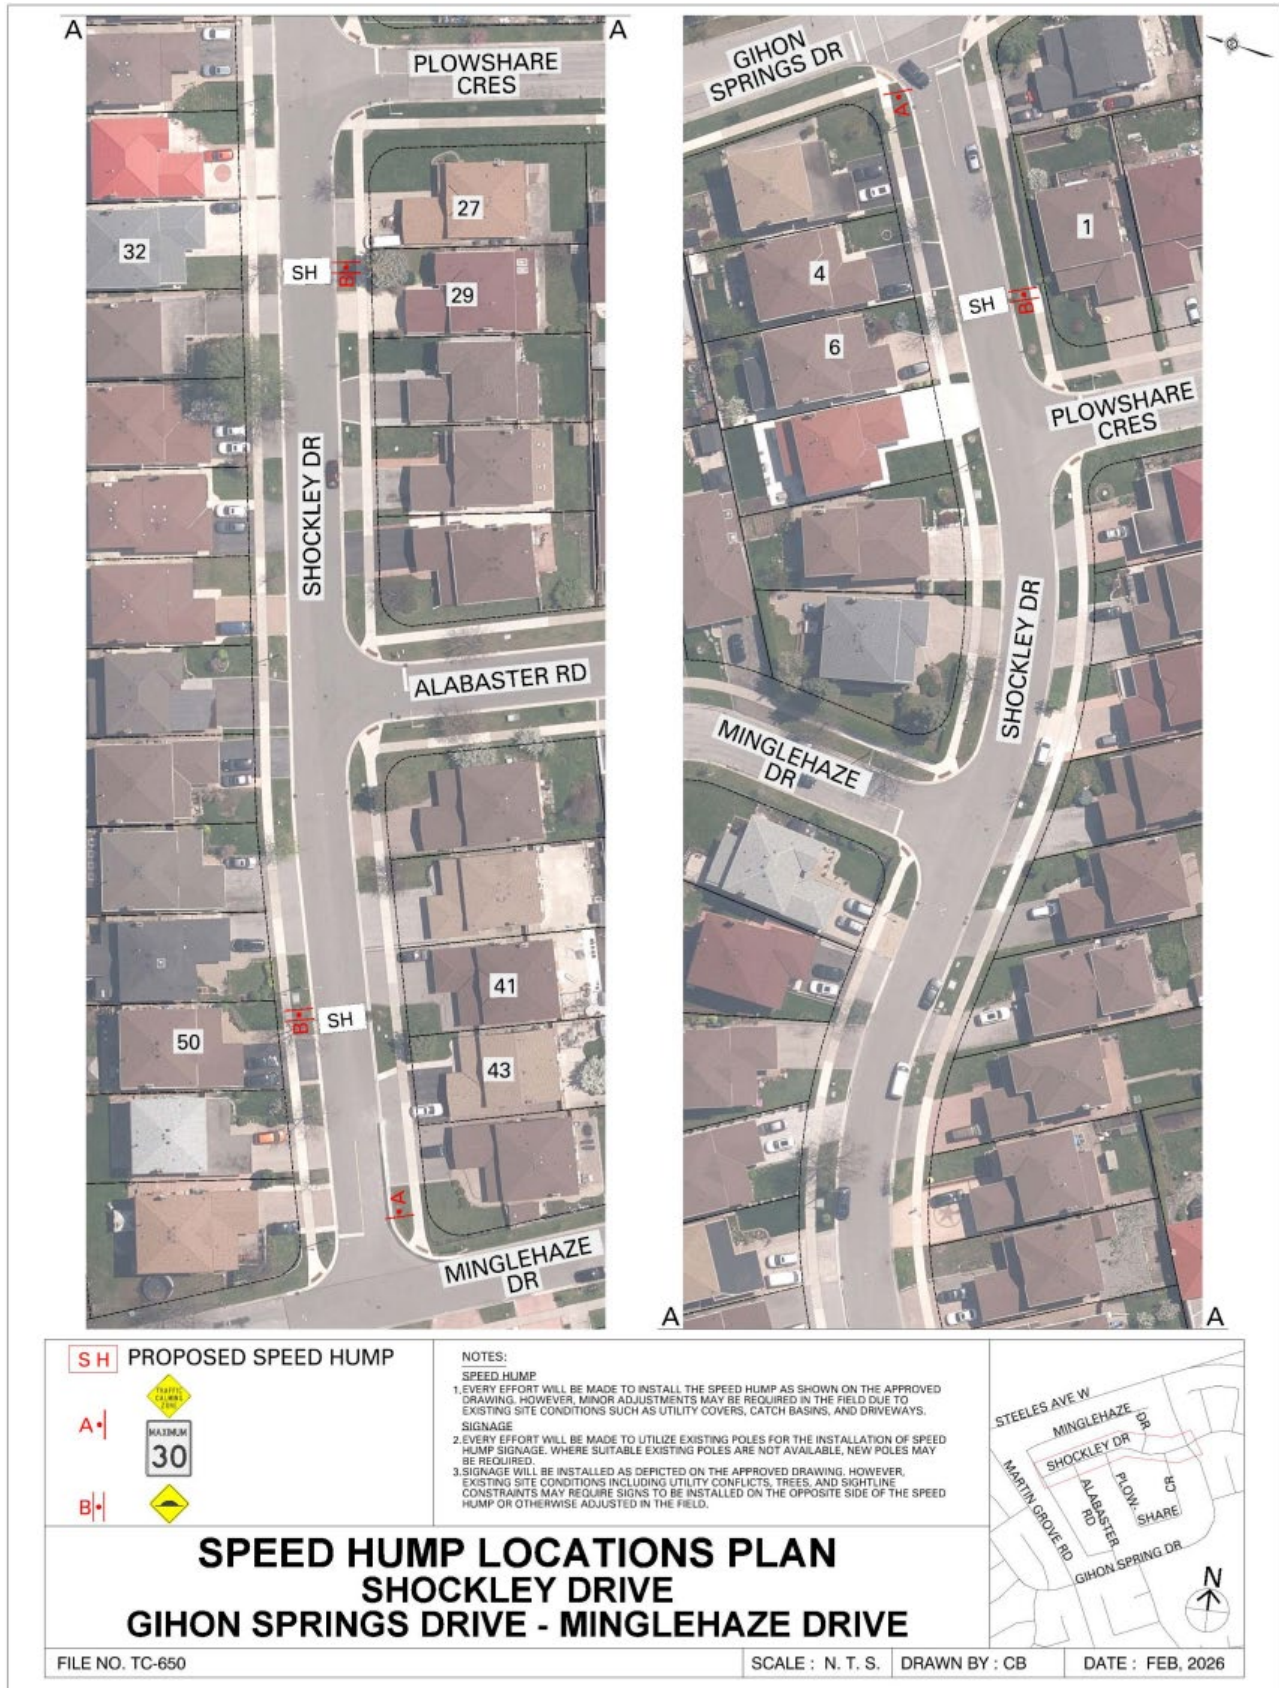 A
A
PLOWSHARE
CRES
27
32
SH
B
29
SHOCKLEY DR
ALABASTER RD
41
B
SH
50
43
A
MINGLEHAZE
DR
GIHON
SPRINGS DR
A
1
4
SH
B
6
PLOWSHARE
CRES
SHOCKLEY DR
MINGLEHAZE
DR
A
A
SH PROPOSED SPEED HUMP
TRAFFIC
CALMING
ZONE
A
MAXIMUM
30
B
NOTES:
SPEED HUMP
1. EVERY EFFORT WILL BE MADE TO INSTALL THE SPEED HUMP AS SHOWN ON THE APPROVED
DRAWING. HOWEVER, MINOR ADJUSTMENTS MAY BE REQUIRED IN THE FIELD DUE TO
EXISTING SITE CONDITIONS SUCH AS UTILITY COVERS, CATCH BASINS, AND DRIVEWAYS.
SIGNAGE
2. EVERY EFFORT WILL BE MADE TO UTILIZE EXISTING POLES FOR THE INSTALLATION OF SPEED
HUMP SIGNAGE. WHERE SUITABLE EXISTING POLES ARE NOT AVAILABLE, NEW POLES MAY
BE REQUIRED.
3. SIGNAGE WILL BE INSTALLED AS DEPICTED ON THE APPROVED DRAWING. HOWEVER,
EXISTING SITE CONDITIONS INCLUDING UTILITY CONFLICTS, TREES, AND SIGHTLINE
CONSTRAINTS MAY REQUIRE SIGNS TO BE INSTALLED ON THE OPPOSITE SIDE OF THE SPEED
HUMP OR OTHERWISE ADJUSTED IN THE FIELD.
STEELES AVE W
MINGLEHAZE
DR
SHOCKLEY DR
MARTIN GROVE RD
ALABASTER
RD
PLOW-
SHARE
CR
GIHON SPRING DR
N
SPEED HUMP LOCATIONS PLAN
SHOCKLEY DRIVE
GIHON SPRINGS DRIVE - MINGLEHAZE DRIVE
FILE NO. TC-650
SCALE : N. T. S.
DRAWN BY : CB
DATE : FEB, 2026